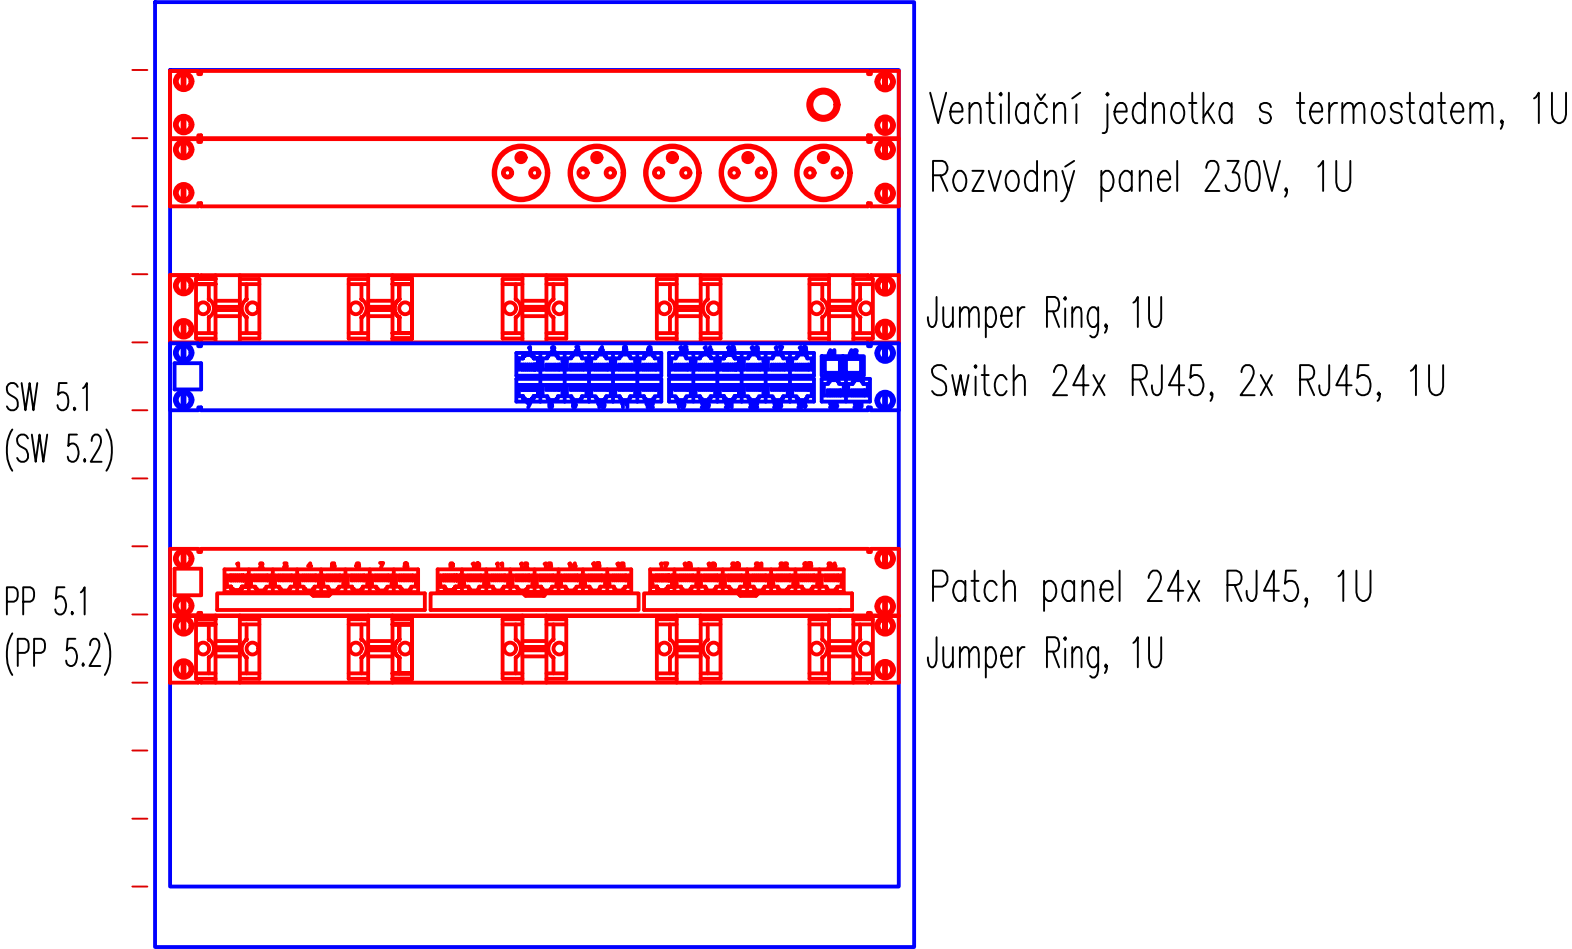 Ventilační jednotka s termostatem, 1U
Rozvodný panel 230V, 1U
Jumper Ring, 1U
Switch 24x RJ45, 2x RJ45, 1U
SW 5.1
(SW 5.2)
Patch panel 24x RJ45, 1U
PP 5.1
(PP 5.2)
Jumper Ring, 1U